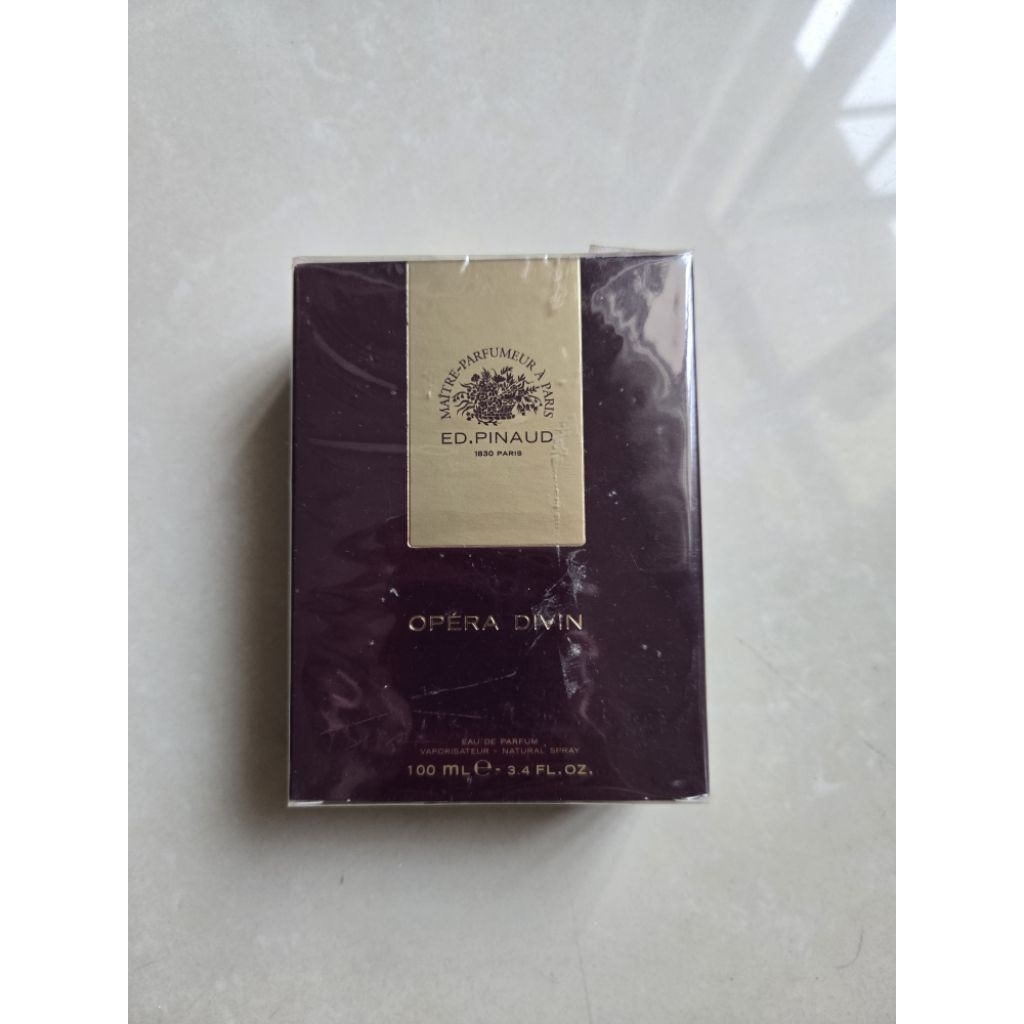 MAÎTRE-PARFUMEUR À PARIS
ED.PINAUD
1830 PARIS
OPÉRA DIVIN
EAU DE PARFUM
VAPORISATEUR - NATURAL SPRAY
100 mL e - 3.4 FL.OZ.